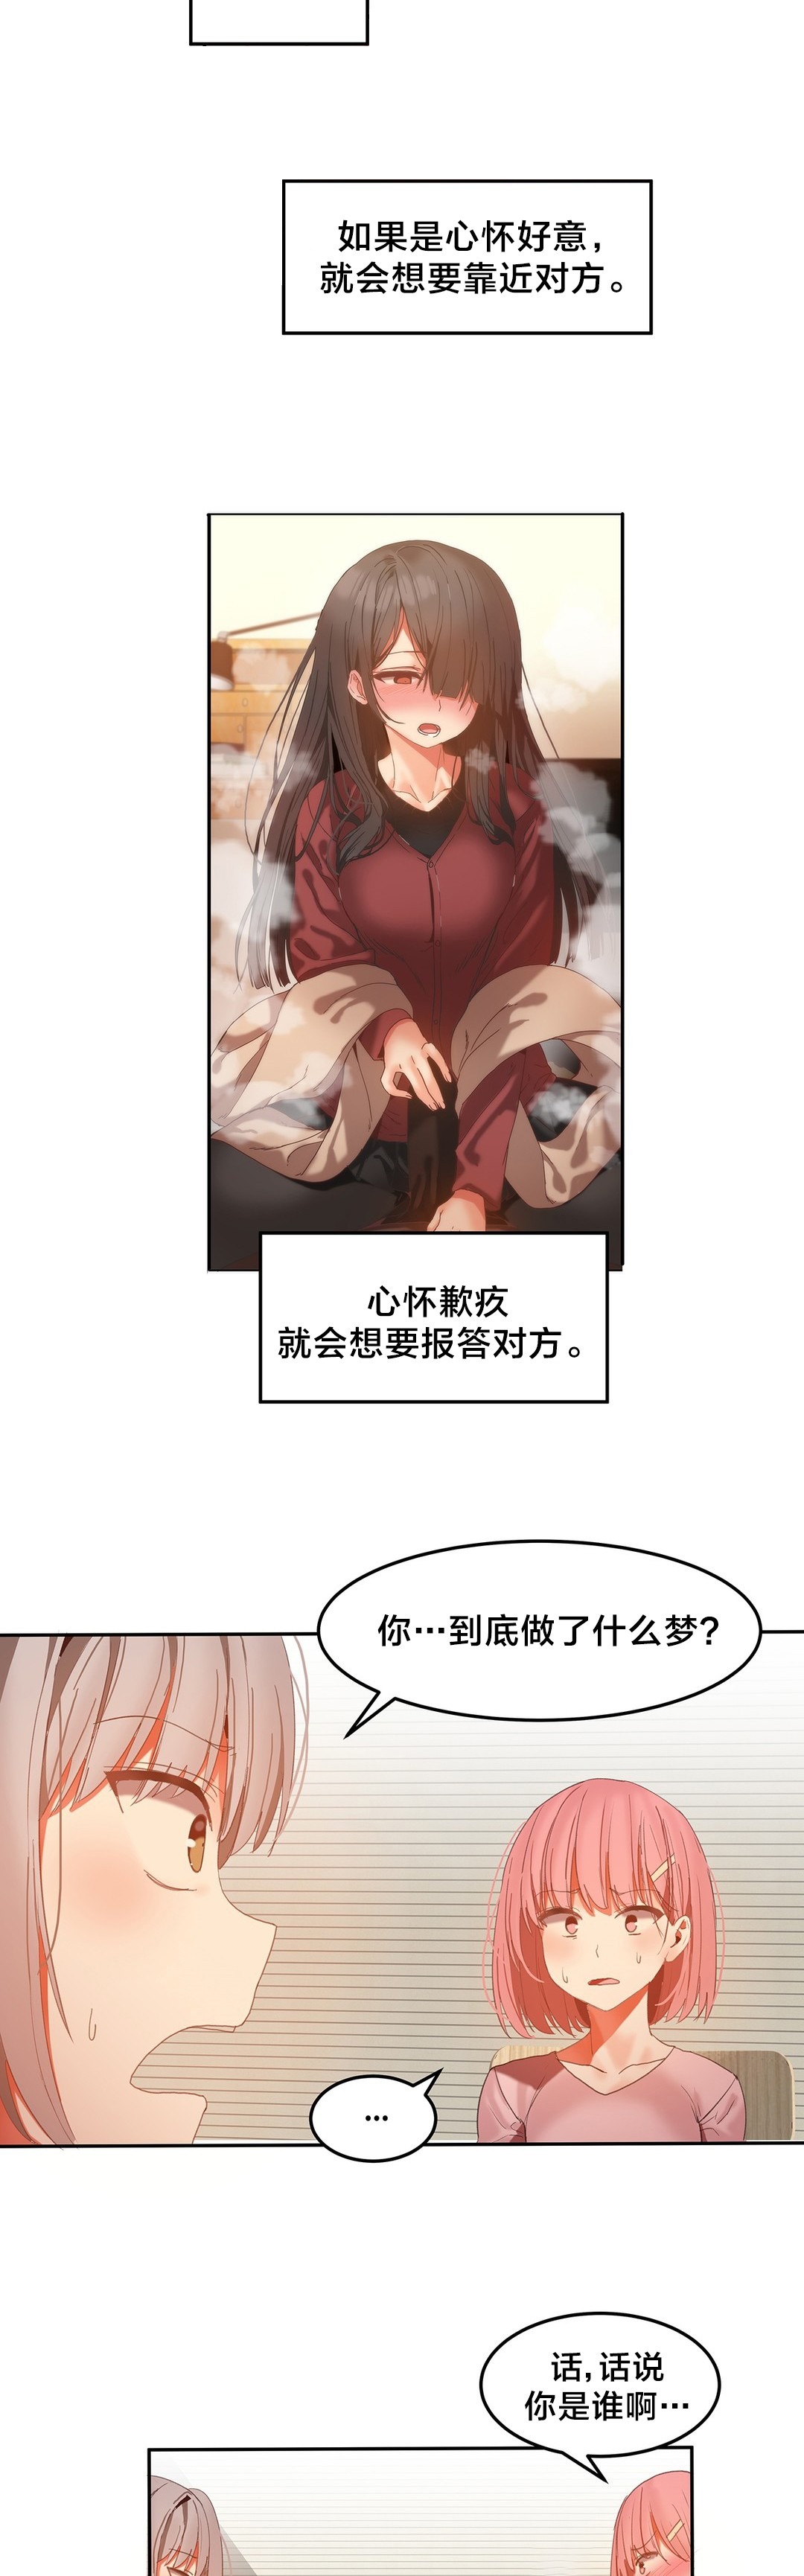 如果是心怀好意，
就会想要靠近对方。
心怀歉疚
就会想要报答对方。
你…到底做了什么梦？
…
话，话说
你是谁啊…